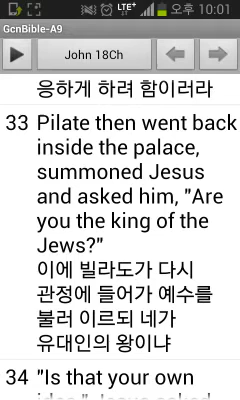 LTE
오후 10:01
GcnBible-A9
John 18Ch
응하게 하려 함이러라
33 Pilate then went back
inside the palace,
summoned Jesus
and asked him, "Are
you the king of the
Jews?"
이에 빌라도가 다시
관정에 들어가 예수를
불러 이르되 네가
유대인의 왕이냐
34 "Is that your own
idea," Jesus asked